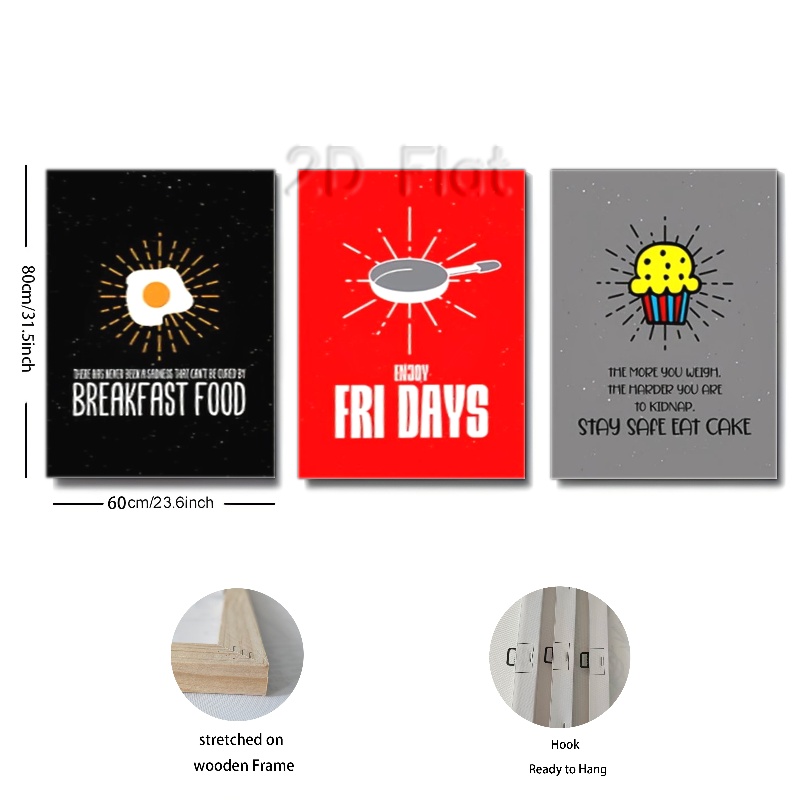 2D Flat
80cm/31.5inch
THERE HAS NEVER BEEN A SADNESS THAT CAN'T BE CURED BY
BREAKFAST FOOD
ENJOY
FRI DAYS
THE MORE YOU WEIGH,
THE HARDER YOU ARE
TO KIDNAP.
STAY SAFE EAT CAKE
60cm/23.6inch
stretched on
wooden Frame
Hook
Ready to Hang